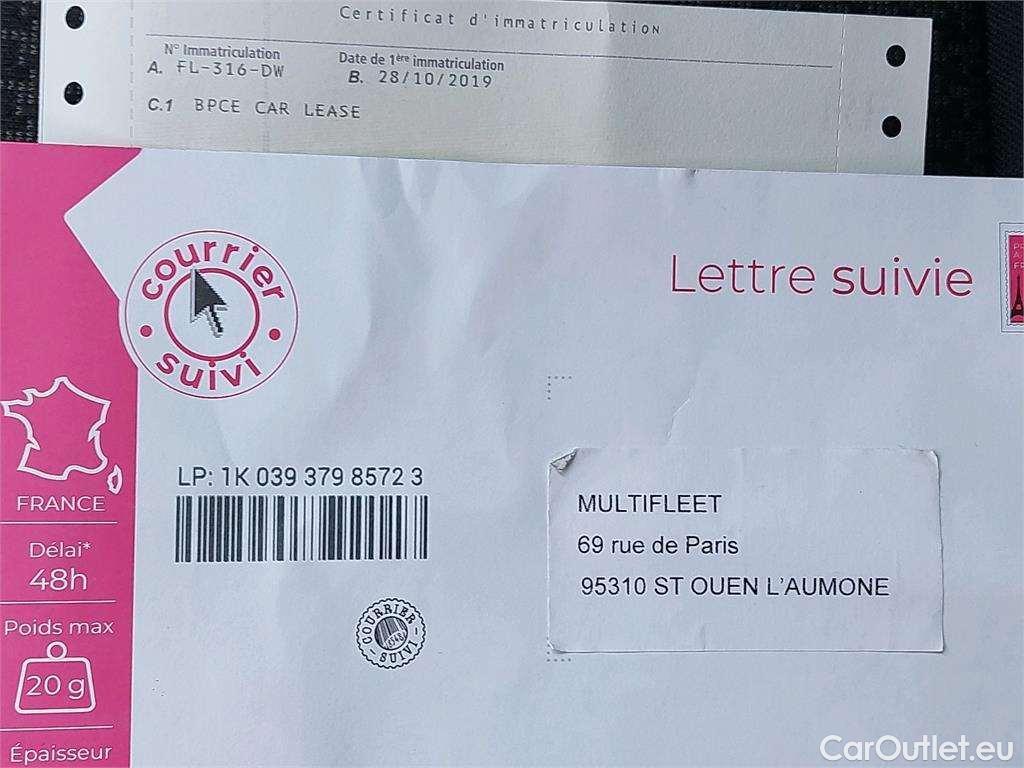 Certificat d'immatriculation
N° Immatriculation
A. FL-316-DW
Date de 1ère immatriculation
B. 28/10/2019
C.1 BPCE CAR LEASE
courrier
suivi
Lettre suivie
FRANCE
Délai*
48h
Poids max
20 g
Épaisseur
LP: 1K 039 379 8572 3
COURRIER
SUIVI
MULTIFLEET
69 rue de Paris
95310 ST OUEN L'AUMONE
CarOutlet.eu